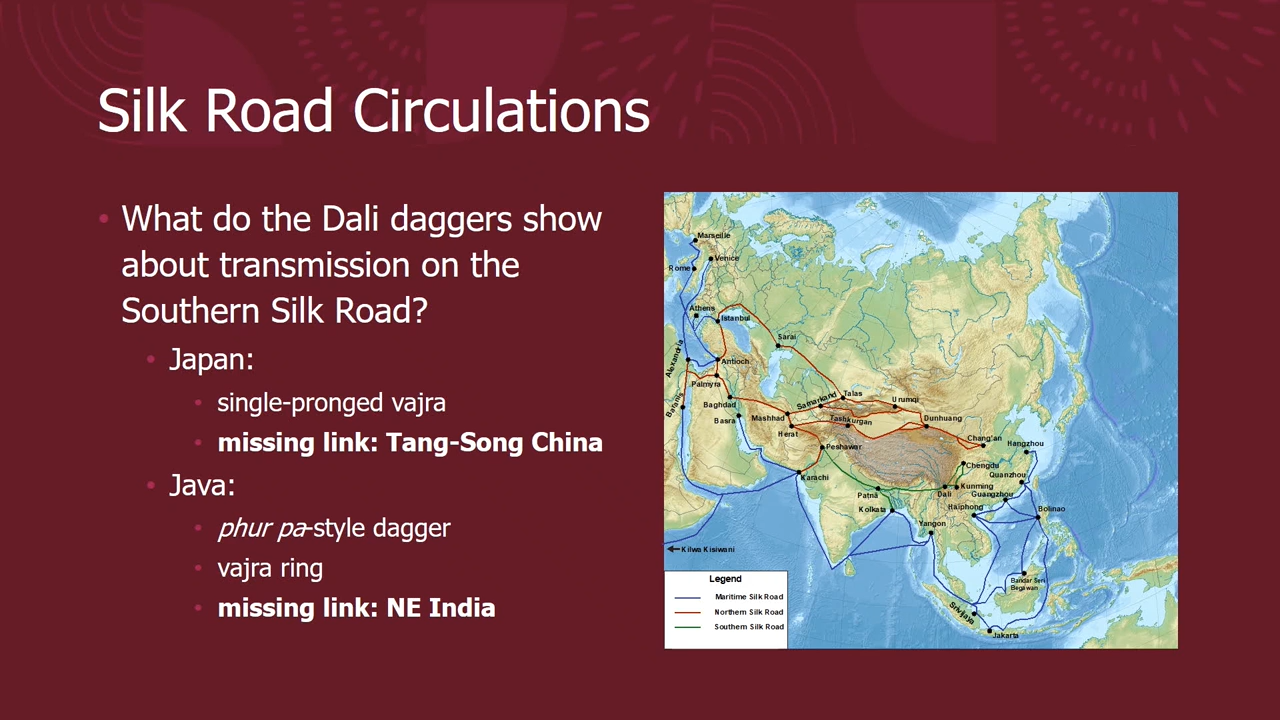 Silk Road Circulations
What do the Dali daggers show
about transmission on the
Southern Silk Road?
Japan:
single-pronged vajra
missing link: Tang-Song China
Java:
phur pa-style dagger
vajra ring
missing link: NE India
Marseille
Venice
Rome
Athens
Istanbul
Sarai
Alexandria
Antioch
Palmyra
Baghdad
Basra
Mashhad
Herat
Samarkand
Talas
Urumqi
Tashkurgan
Dunhuang
Peshawar
Chang'an
Hangzhou
Karachi
Chengdu
Quanzhou
Patna
Dali
Kunming
Guangzhou
Kolkata
Haiphong
Bolinao
Yangon
Kilwa Kisiwani
Bandar Seri
Begawan
Srivijaya
Jakarta
Legend
Maritime Silk Road
Northern Silk Road
Southern Silk Road